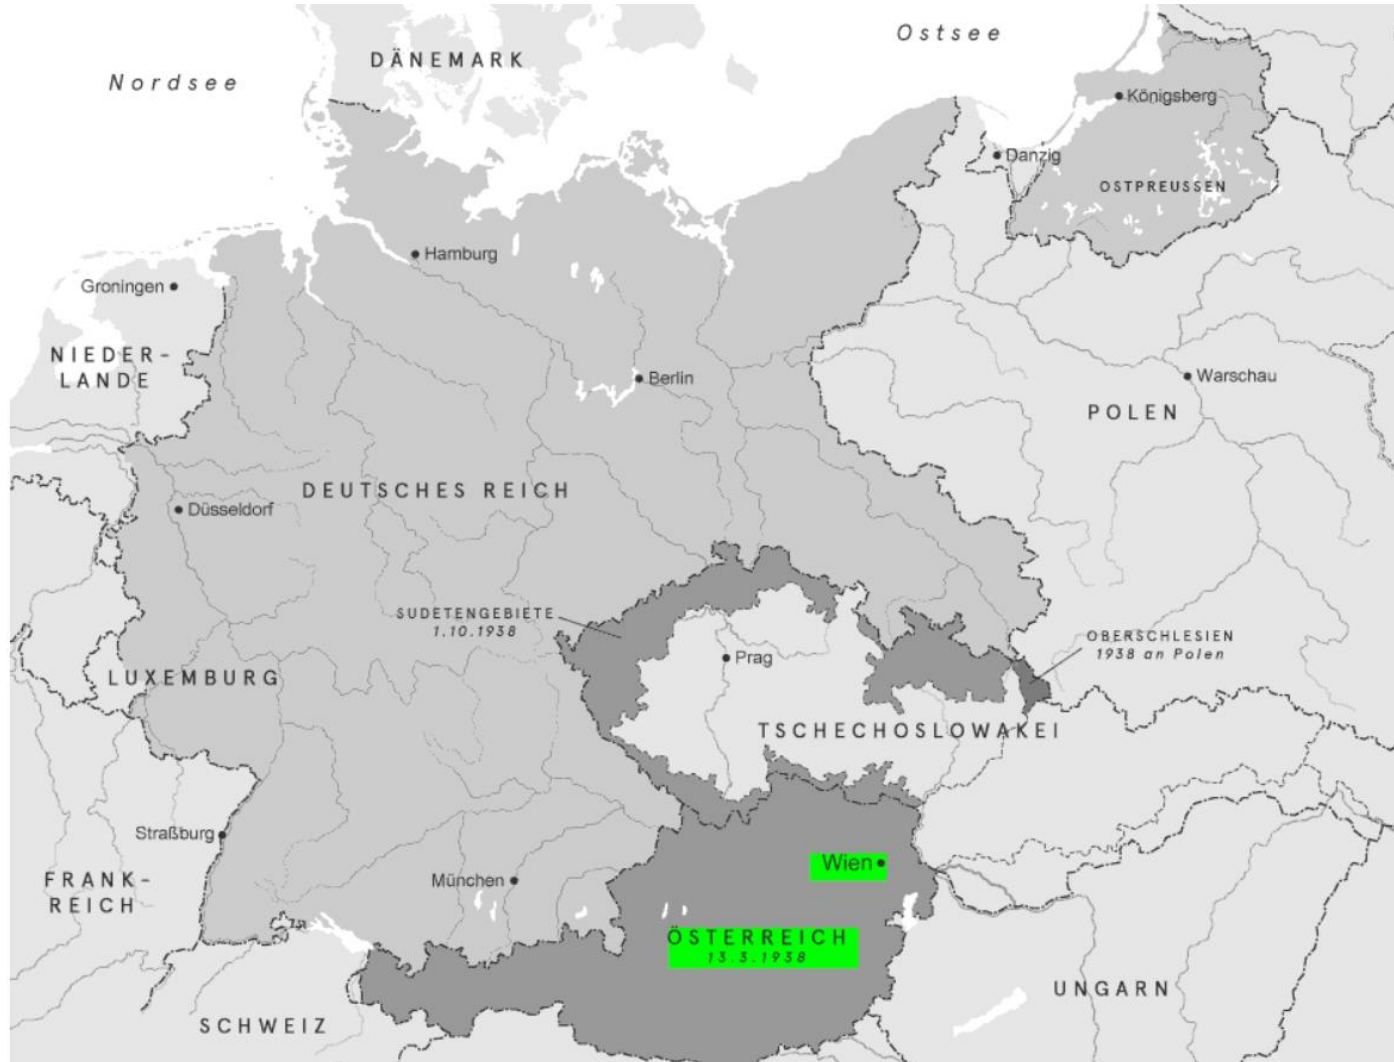 Nordsee
DÄNEMARK
Ostsee
Königsberg
Danzig
OSTPREUSSEN
Hamburg
Groningen
NIEDER-
LANDE
Berlin
Warschau
POLEN
DEUTSCHES REICH
Düsseldorf
SUDETENGEBIETE
1.10.1938
OBERSCHLESIEN
1938 an Polen
Prag
LUXEMBURG
TSCHECHOSLOWAKEI
Straßburg
Wien
München
FRANK-
REICH
ÖSTERREICH
13.3.1938
UNGARN
SCHWEIZ